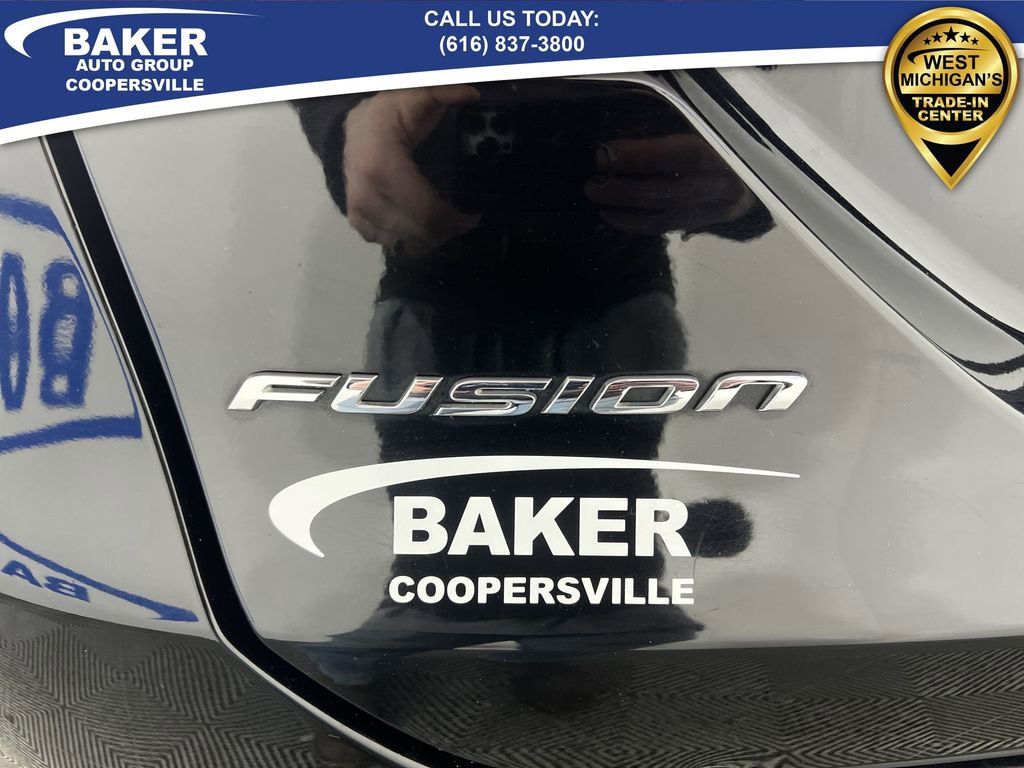 BAKER
AUTO GROUP
COOPERSVILLE
CALL US TODAY:
(616) 837-3800
WEST
MICHIGAN'S
TRADE-IN
CENTER
FUSION
BAKER
COOPERSVILLE